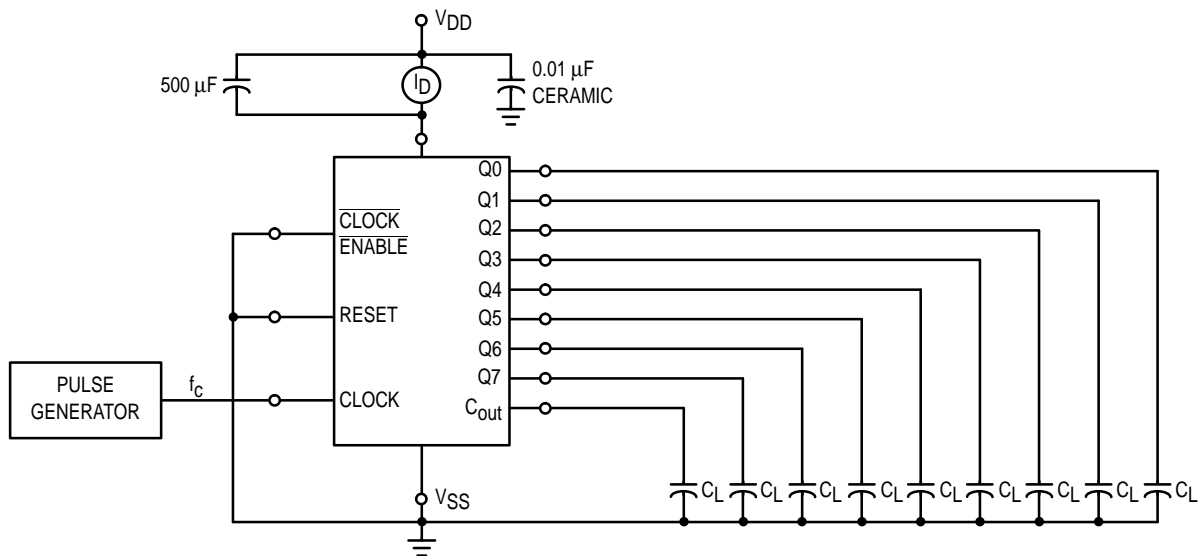 VDD
500 μF
ID
0.01 μF
CERAMIC
CLOCK
ENABLE
RESET
CLOCK
Q0
Q1
Q2
Q3
Q4
Q5
Q6
Q7
Cout
PULSE
GENERATOR
fc
VSS
CL
CL
CL
CL
CL
CL
CL
CL
CL